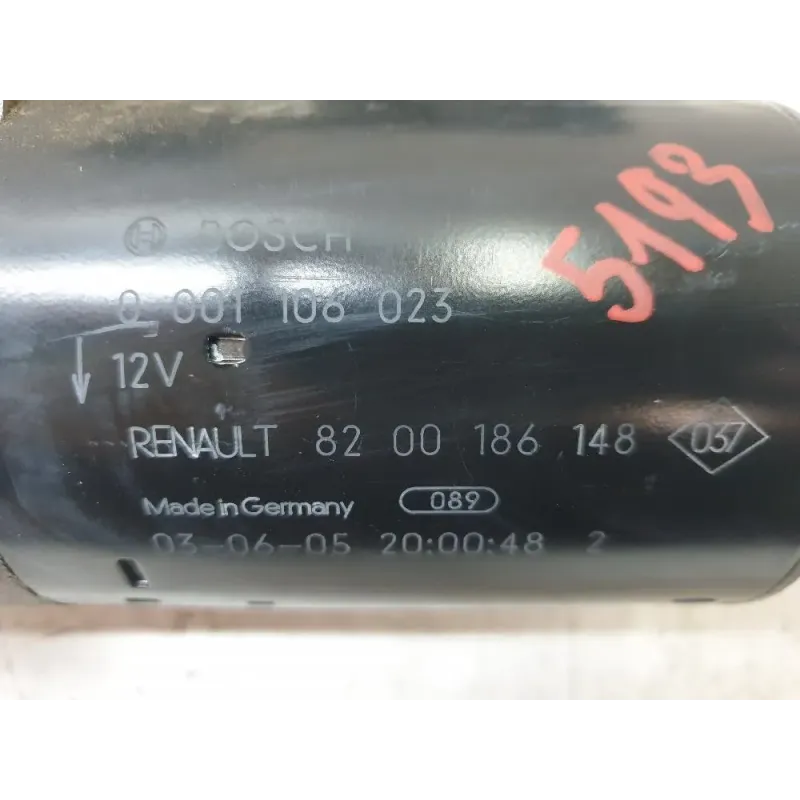 BOSCH
5193
0 001 106 023
12V
RENAULT 82 00 186 148 037
Made in Germany 089
03-06-05 20:00:48 2